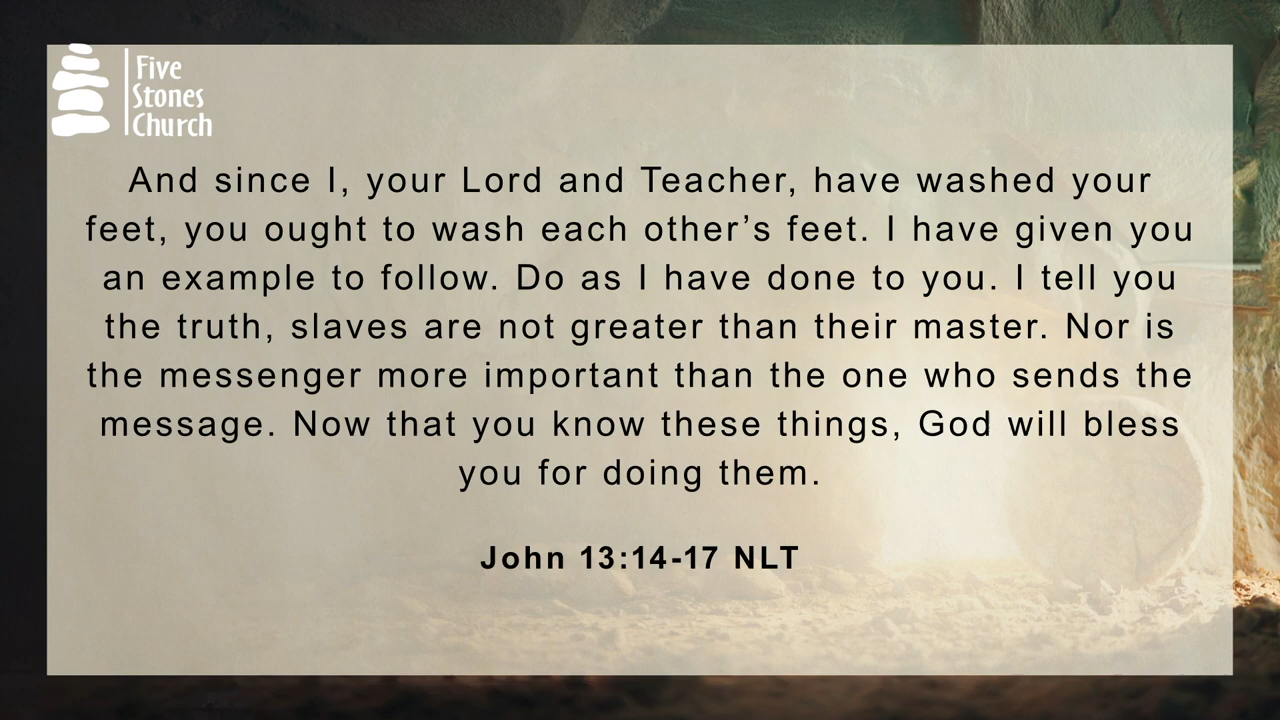 Five
Stones
Church
And since I, your Lord and Teacher, have washed your
feet, you ought to wash each other’s feet. I have given you
an example to follow. Do as I have done to you. I tell you
the truth, slaves are not greater than their master. Nor is
the messenger more important than the one who sends the
message. Now that you know these things, God will bless
you for doing them.
John 13:14-17 NLT